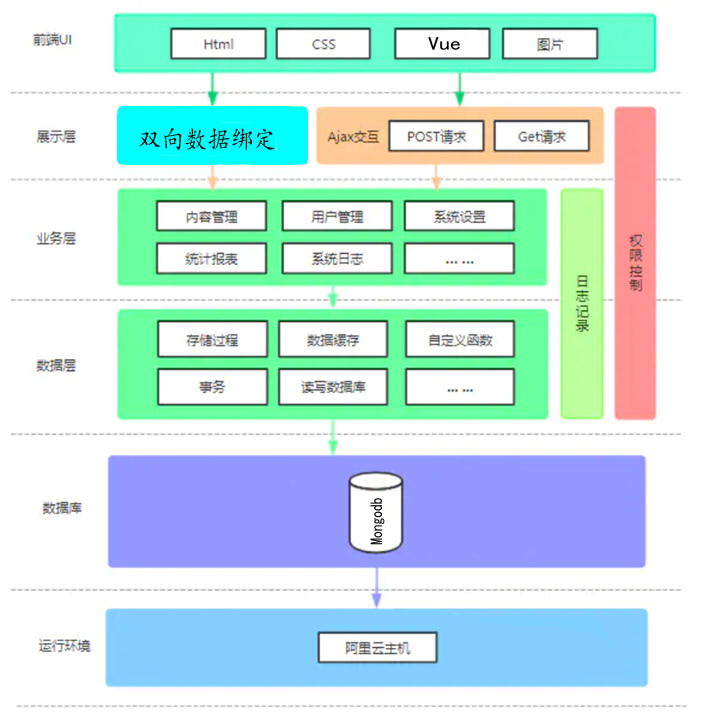 前端UI
Html
CSS
Vue
图片
展示层
双向数据绑定
Ajax交互
POST请求
Get请求
业务层
内容管理
用户管理
系统设置
统计报表
系统日志
... ...
数据层
存储过程
数据缓存
自定义函数
事务
读写数据库
... ...
日志记录
权限控制
数据库
Mongodb
运行环境
阿里云主机